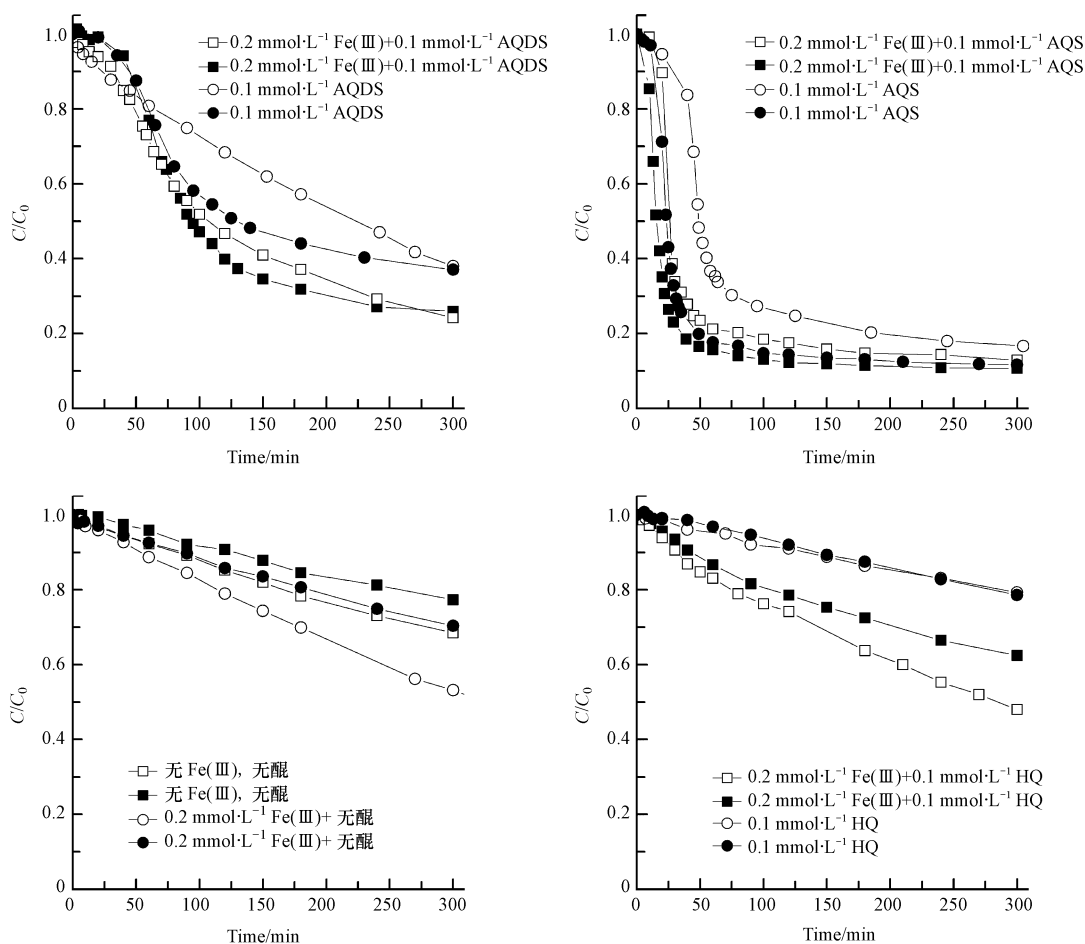 1.0
0.8
0.6
0.4
0.2
0
C/C₀
0 50 100 150 200 250 300
Time/min
0.2 mmol·L⁻¹ Fe(Ⅲ)+0.1 mmol·L⁻¹ AQDS
0.2 mmol·L⁻¹ Fe(Ⅲ)+0.1 mmol·L⁻¹ AQDS
0.1 mmol·L⁻¹ AQDS
0.1 mmol·L⁻¹ AQDS
1.0
0.8
0.6
0.4
0.2
0
C/C₀
0 50 100 150 200 250 300
Time/min
0.2 mmol·L⁻¹ Fe(Ⅲ)+0.1 mmol·L⁻¹ AQS
0.2 mmol·L⁻¹ Fe(Ⅲ)+0.1 mmol·L⁻¹ AQS
0.1 mmol·L⁻¹ AQS
0.1 mmol·L⁻¹ AQS
1.0
0.8
0.6
0.4
0.2
0
C/C₀
0 50 100 150 200 250 300
Time/min
无 Fe(Ⅲ), 无醌
无 Fe(Ⅲ), 无醌
0.2 mmol·L⁻¹ Fe(Ⅲ)+ 无醌
0.2 mmol·L⁻¹ Fe(Ⅲ)+ 无醌
1.0
0.8
0.6
0.4
0.2
0
C/C₀
0 50 100 150 200 250 300
Time/min
0.2 mmol·L⁻¹ Fe(Ⅲ)+0.1 mmol·L⁻¹ HQ
0.2 mmol·L⁻¹ Fe(Ⅲ)+0.1 mmol·L⁻¹ HQ
0.1 mmol·L⁻¹ HQ
0.1 mmol·L⁻¹ HQ